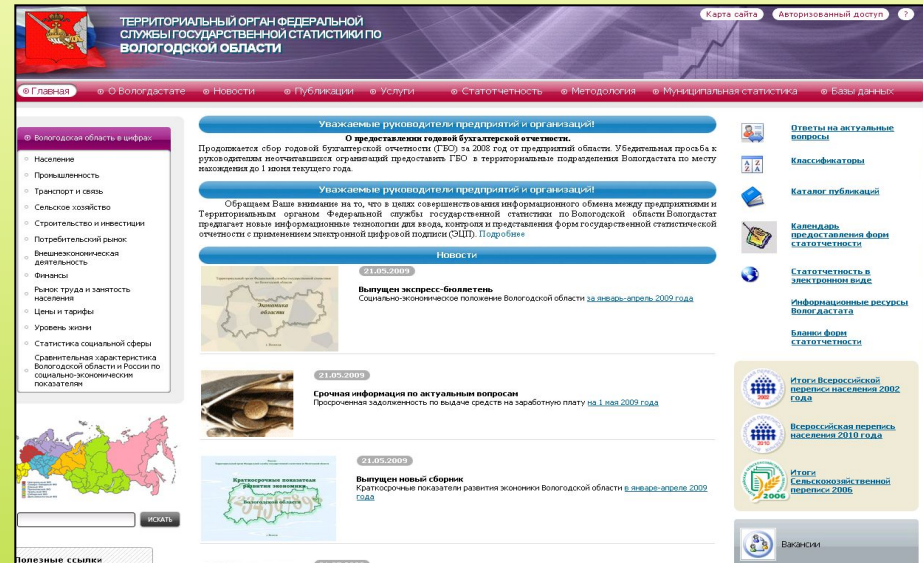 ТЕРРИТОРИАЛЬНЫЙ ОРГАН ФЕДЕРАЛЬНОЙ
СЛУЖБЫ ГОСУДАРСТВЕННОЙ СТАТИСТИКИ ПО
ВОЛОГОДСКОЙ ОБЛАСТИ
Карта сайта Авторизованный доступ ?
Главная О Вологдастате Новости Публикации Услуги Статотчетность Методология Муниципальная статистика Базы данных
Вологодская область в цифрах
Население
Промышленность
Транспорт и связь
Сельское хозяйство
Строительство и инвестиции
Потребительский рынок
Внешнеэкономическая
деятельность
Финансы
Рынок труда и занятость
населения
Цены и тарифы
Уровень жизни
Статистика социальной сферы
Сравнительная характеристика
Вологодской области и России по
социально-экономическим
показателям
ИСКАТЬ
Полезные ссылки
Уважаемые руководители предприятий и организаций!
О предоставлении годовой бухгалтерской отчетности.
Продолжается сбор годовой бухгалтерской отчетности (ГБО) за 2008 год от предприятий области. Убедительная просьба к
руководителям неотчитавшихся организаций предоставить ГБО в территориальные подразделения Вологдастата по месту
нахождения до 1 июня текущего года.
Уважаемые руководители предприятий и организаций!
Обращаем Ваше внимание на то, что в целях совершенствования информационного обмена между предприятиями и
Территориальным органом Федеральной службы государственной статистики по Вологодской области Вологдастат
предлагает новые информационные технологии для ввода, контроля и представления форм государственной статистической
отчетности с применением электронной цифровой подписи (ЭЦП). Подробнее
Новости
Экономика
области
21.05.2009
Выпущен экспресс-бюллетень
Социально-экономическое положение Вологодской области за январь-апрель 2009 года
21.05.2009
Срочная информация по актуальным вопросам
Просроченная задолженность по выдаче средств на заработную плату на 1 мая 2009 года
Краткосрочные показатели
развития экономики
Вологодской области
21.05.2009
Выпущен новый сборник
Краткосрочные показатели развития экономики Вологодской области в январе-апреле 2009
года
Ответы на актуальные
вопросы
Классификаторы
Каталог публикаций
Календарь
предоставления форм
статотчетности
Статотчетность в
электронном виде
Информационные ресурсы
Вологдастата
Бланки форм
статотчетности
2002
Итоги Всероссийской
переписи населения 2002
года
2010
Всероссийская перепись
населения 2010 года
2006
Итоги
Сельскохозяйственной
переписи 2006
Вакансии